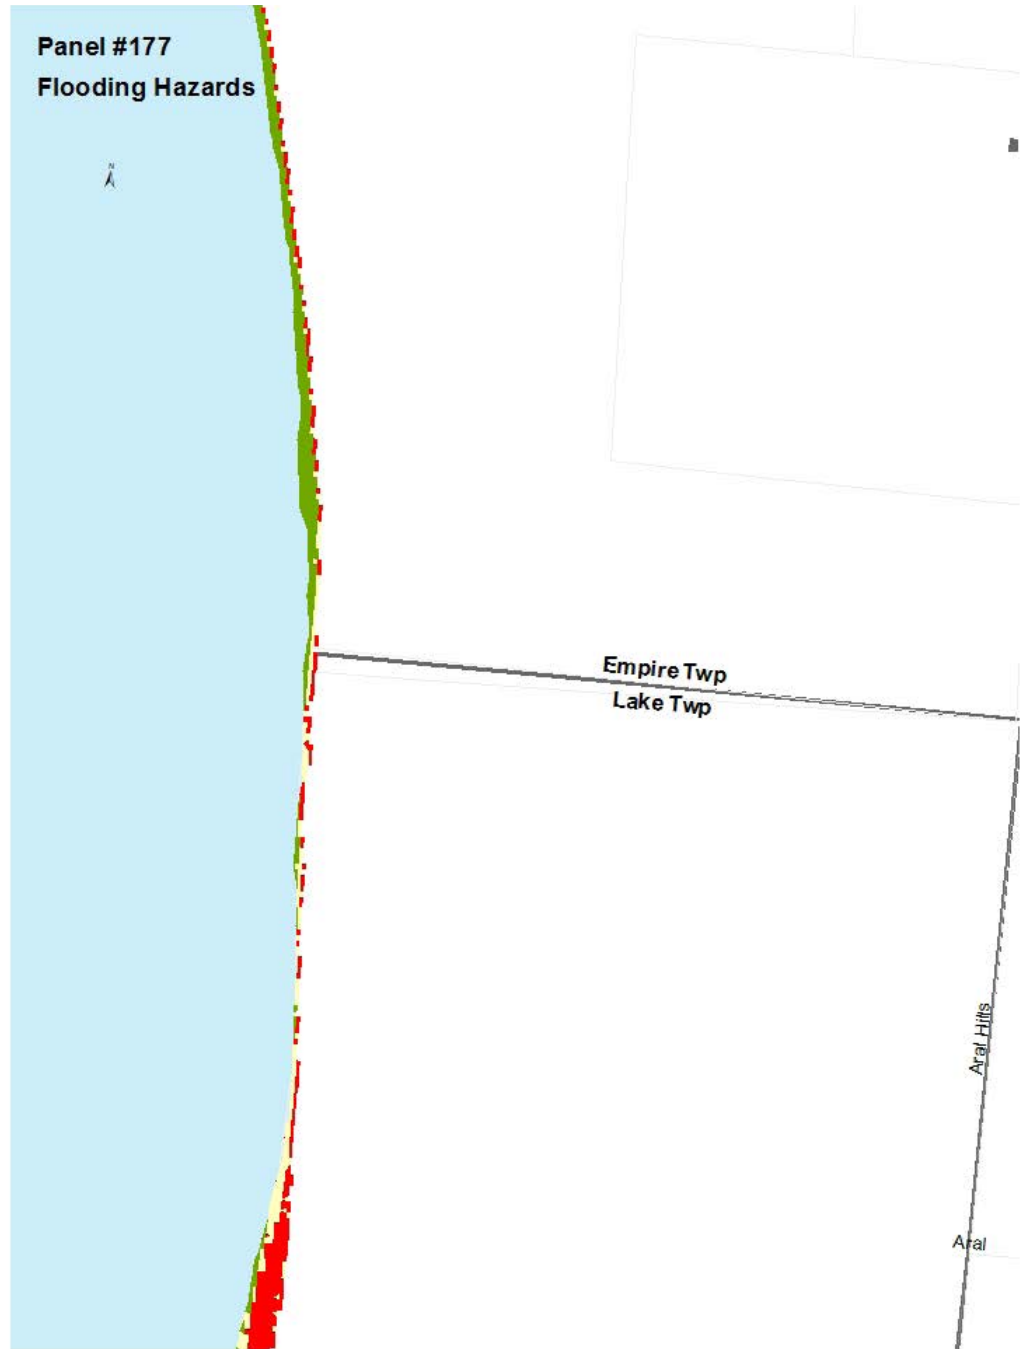 Panel #177
Flooding Hazards
N
Empire Twp
Lake Twp
Aral Hills
Aral